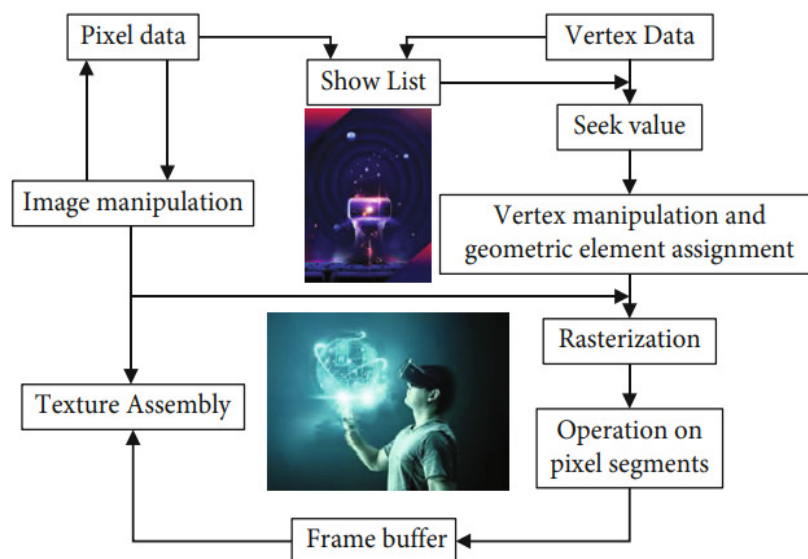 Pixel data
Vertex Data
Show List
Seek value
Image manipulation
Vertex manipulation and
geometric element assignment
Rasterization
Texture Assembly
Operation on
pixel segments
Frame buffer